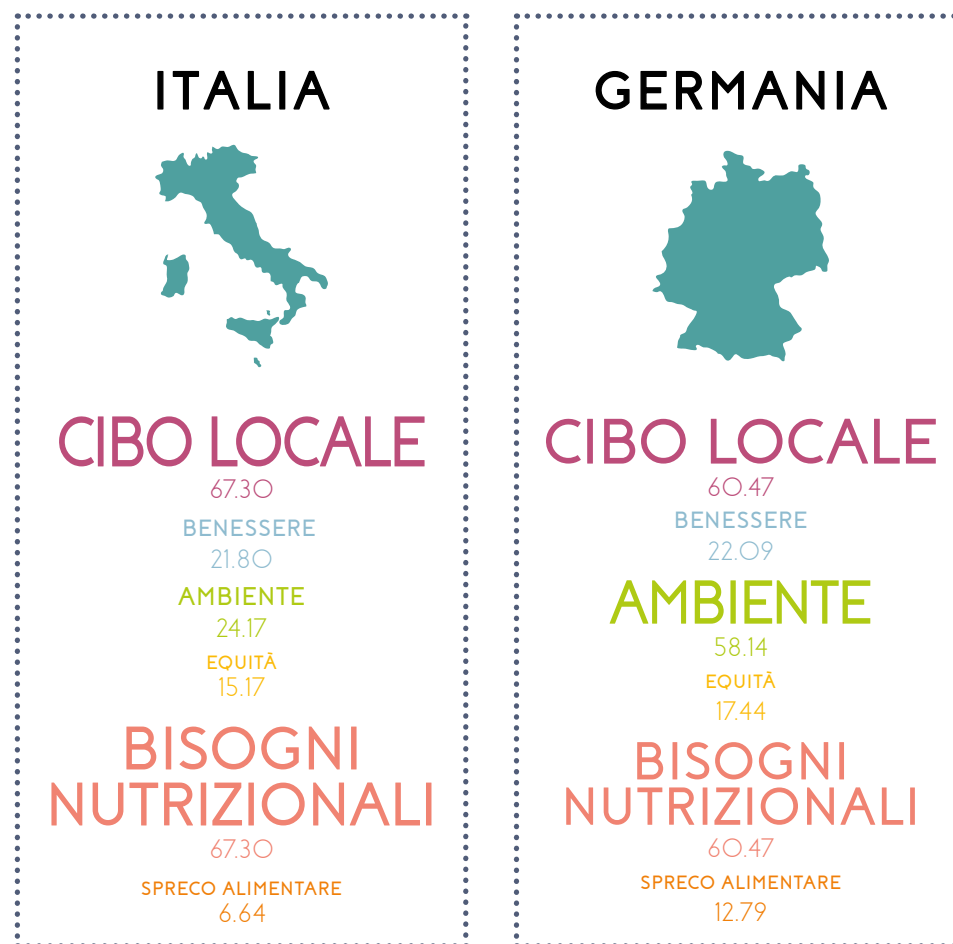 ITALIA
CIBO LOCALE
67.30
BENESSERE
21.80
AMBIENTE
24.17
EQUITÀ
15.17
BISOGNI
NUTRIZIONALI
67.30
SPRECO ALIMENTARE
6.64
GERMANIA
CIBO LOCALE
60.47
BENESSERE
22.09
AMBIENTE
58.14
EQUITÀ
17.44
BISOGNI
NUTRIZIONALI
60.47
SPRECO ALIMENTARE
12.79